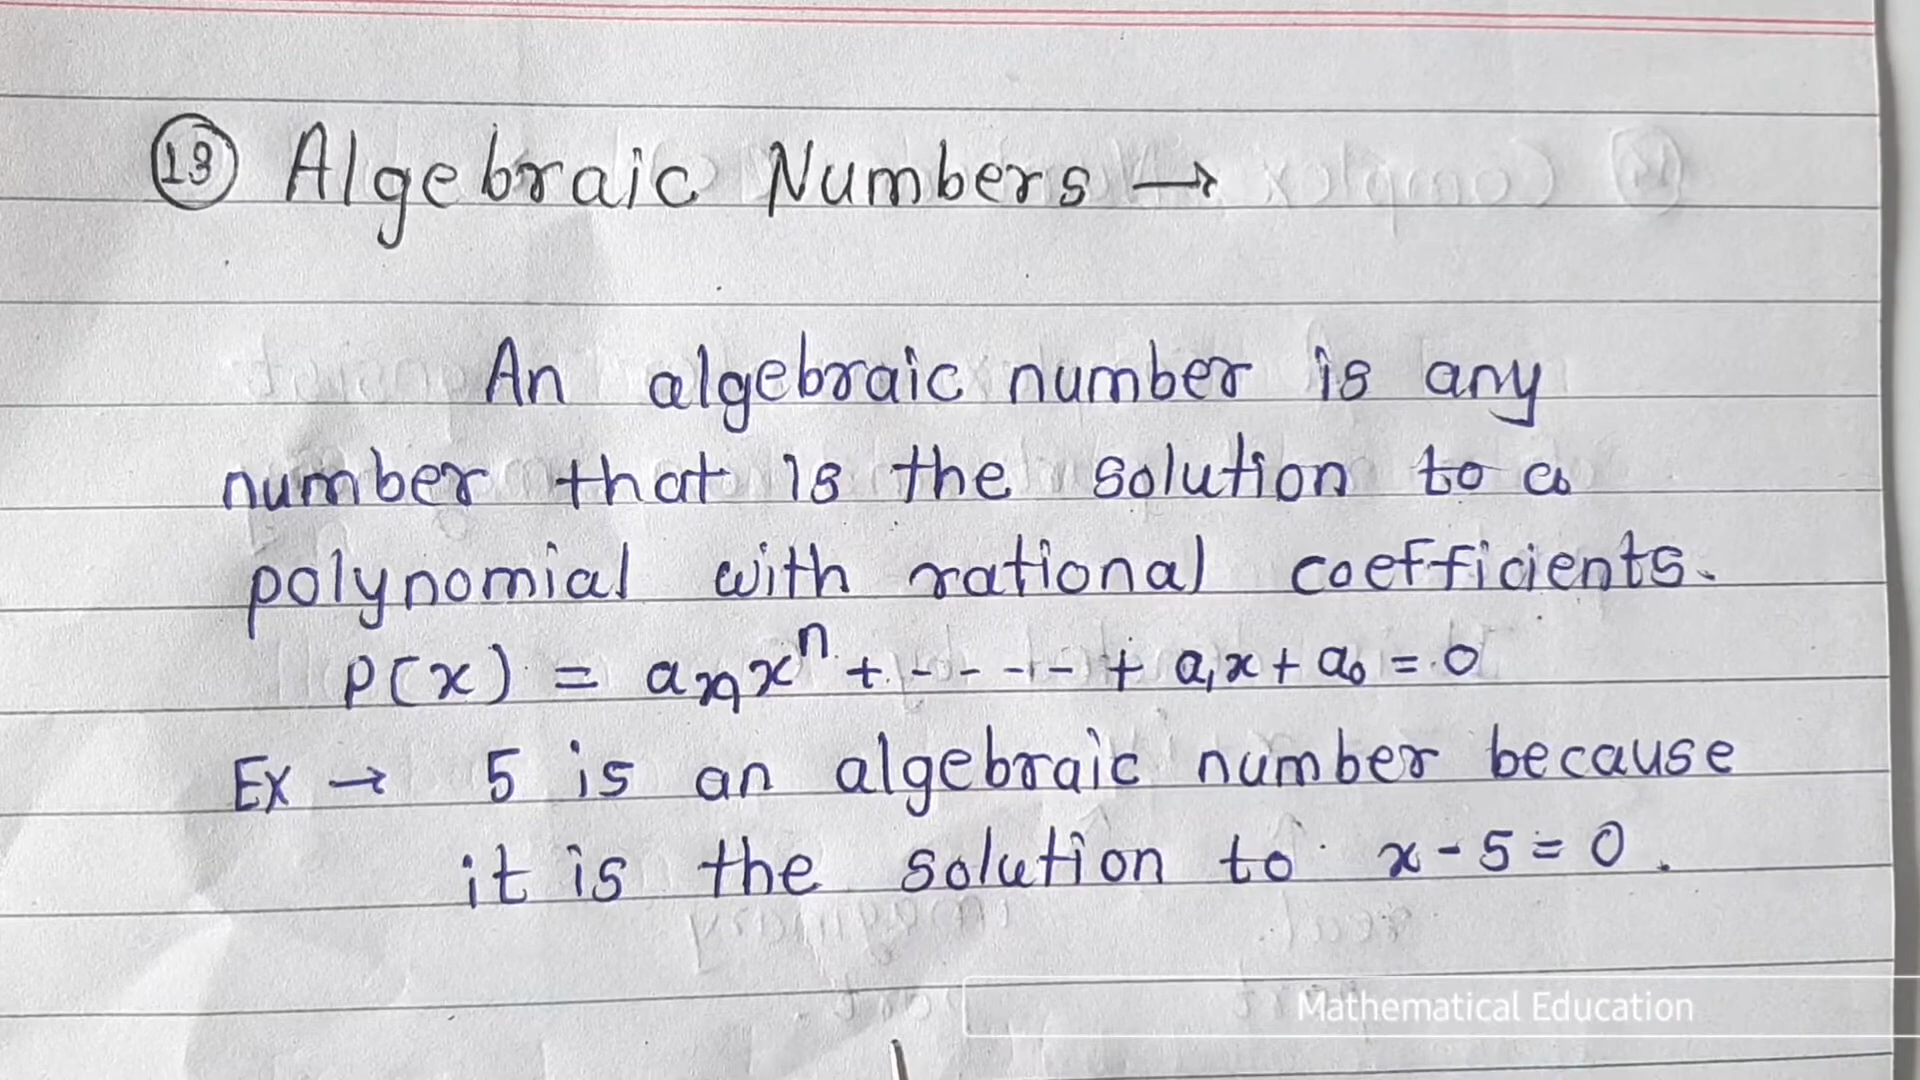 13 Algebraic Numbers →
An algebraic number is any
number that is the solution to a
polynomial with rational coefficients.
P(x) = aₙxⁿ + - - - - - + a₁x + a₀ = 0
Ex → 5 is an algebraic number because
it is the solution to x - 5 = 0.
Mathematical Education